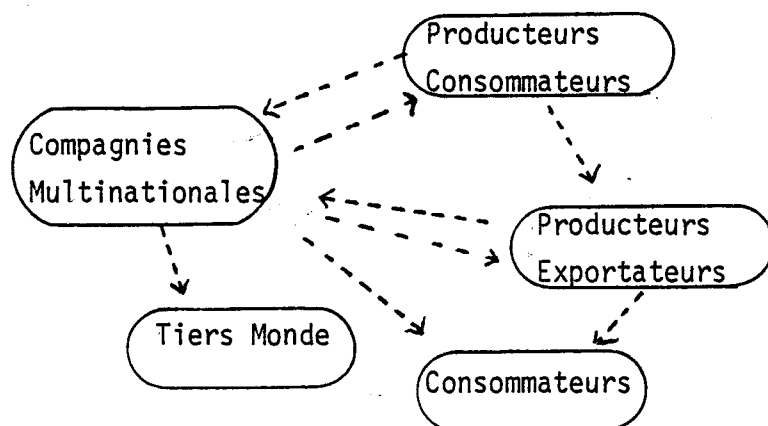 Producteurs
Consommateurs
Compagnies
Multinationales
Producteurs
Exportateurs
Tiers Monde
Consommateurs